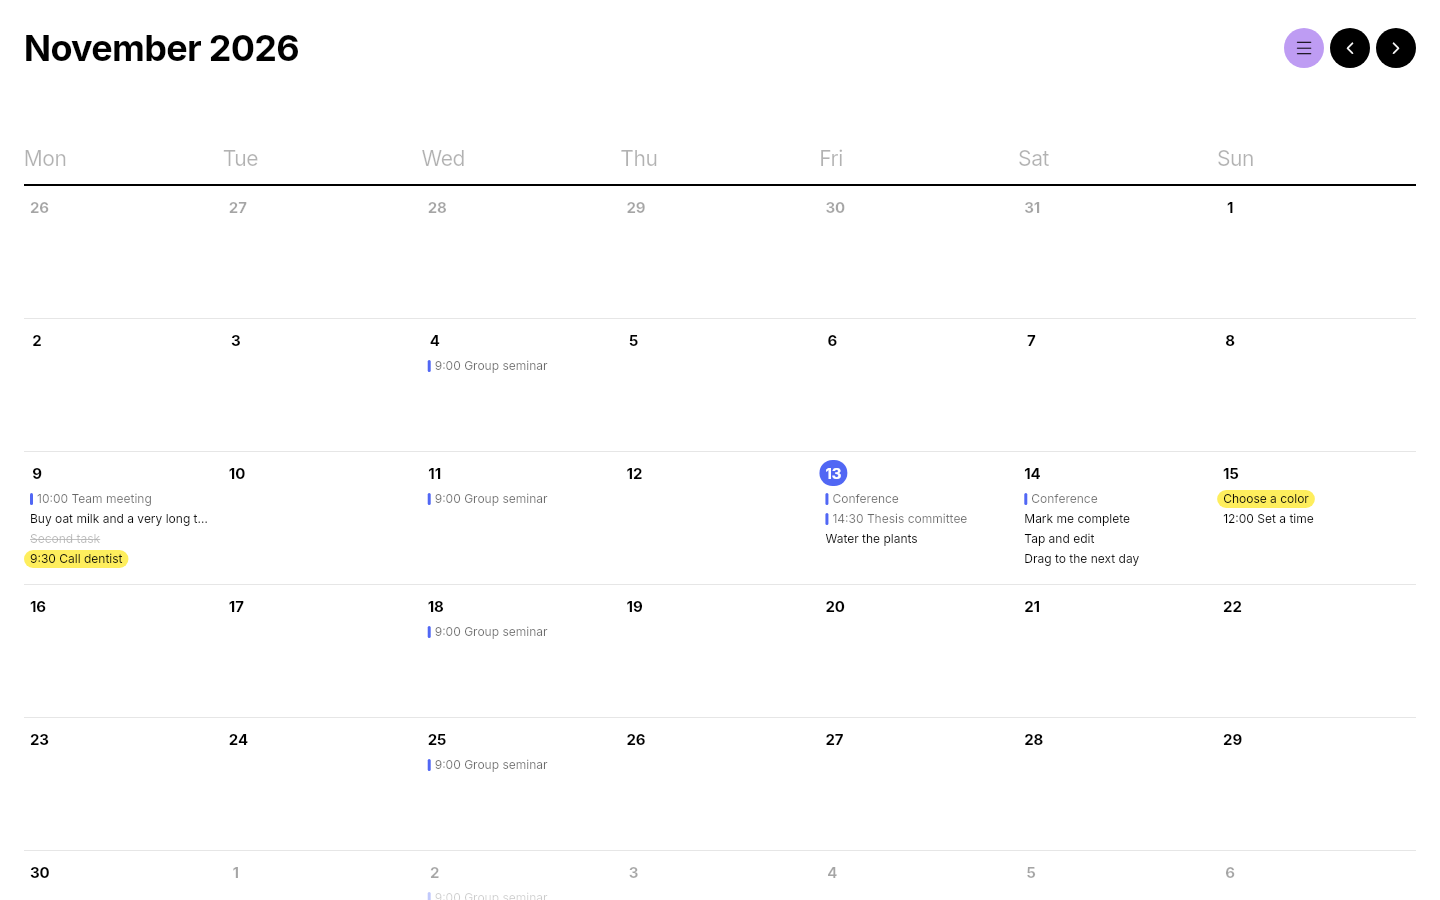 November 2026
Mon Tue Wed Thu Fri Sat Sun
26 27 28 29 30 31 1
2 3 4 5 6 7 8
9:00 Group seminar
9 10 11 12 13 14 15
10:00 Team meeting
Buy oat milk and a very long t...
Second task
9:30 Call dentist
9:00 Group seminar
Conference
14:30 Thesis committee
Water the plants
Conference
Mark me complete
Tap and edit
Drag to the next day
Choose a color
12:00 Set a time
16 17 18 19 20 21 22
9:00 Group seminar
23 24 25 26 27 28 29
9:00 Group seminar
30 1 2 3 4 5 6
9:00 Group seminar